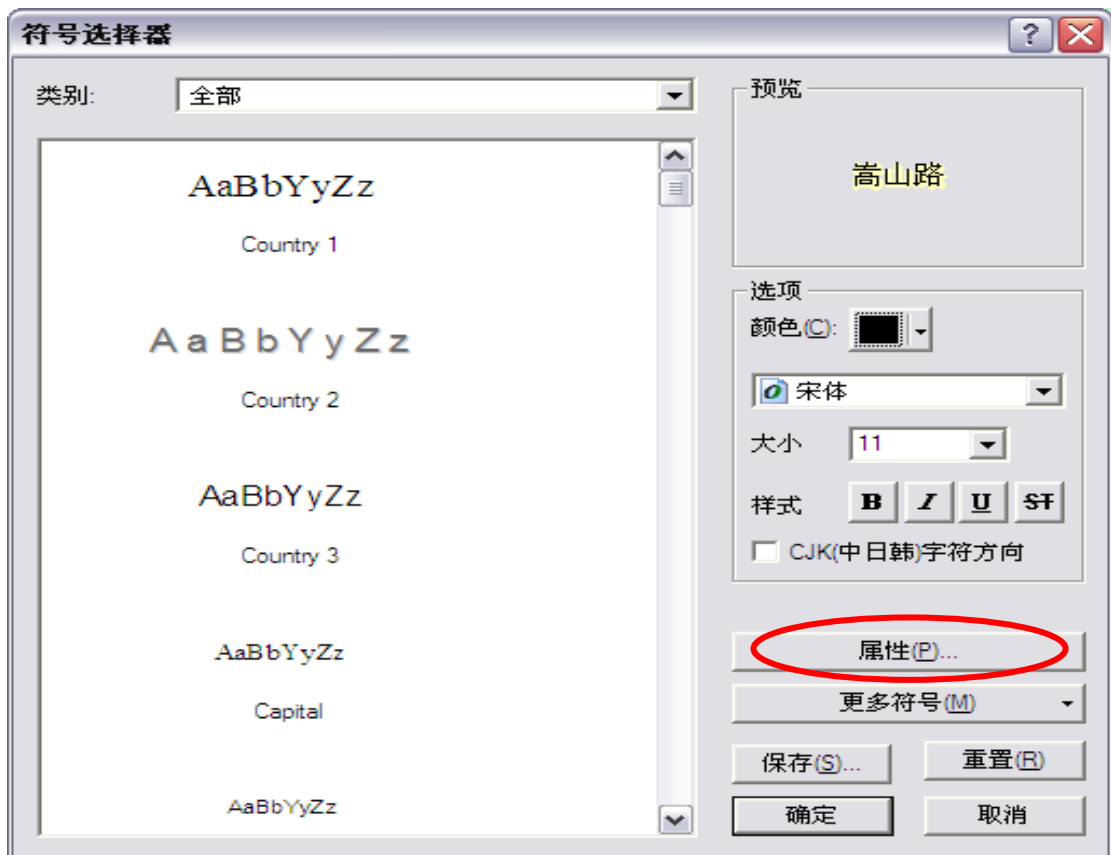 符号选择器
类别:
全部
AaBbYyZz
Country 1
AaBbYyZz
Country 2
AaBbYyZz
Country 3
AaBbYyZz
Capital
AaBbYyZz
预览
嵩山路
选项
颜色(C):
宋体
大小
11
样式
B I U ST
CJK(中日韩)字符方向
属性(P)...
更多符号(M)
保存(S)...
重置(R)
确定
取消